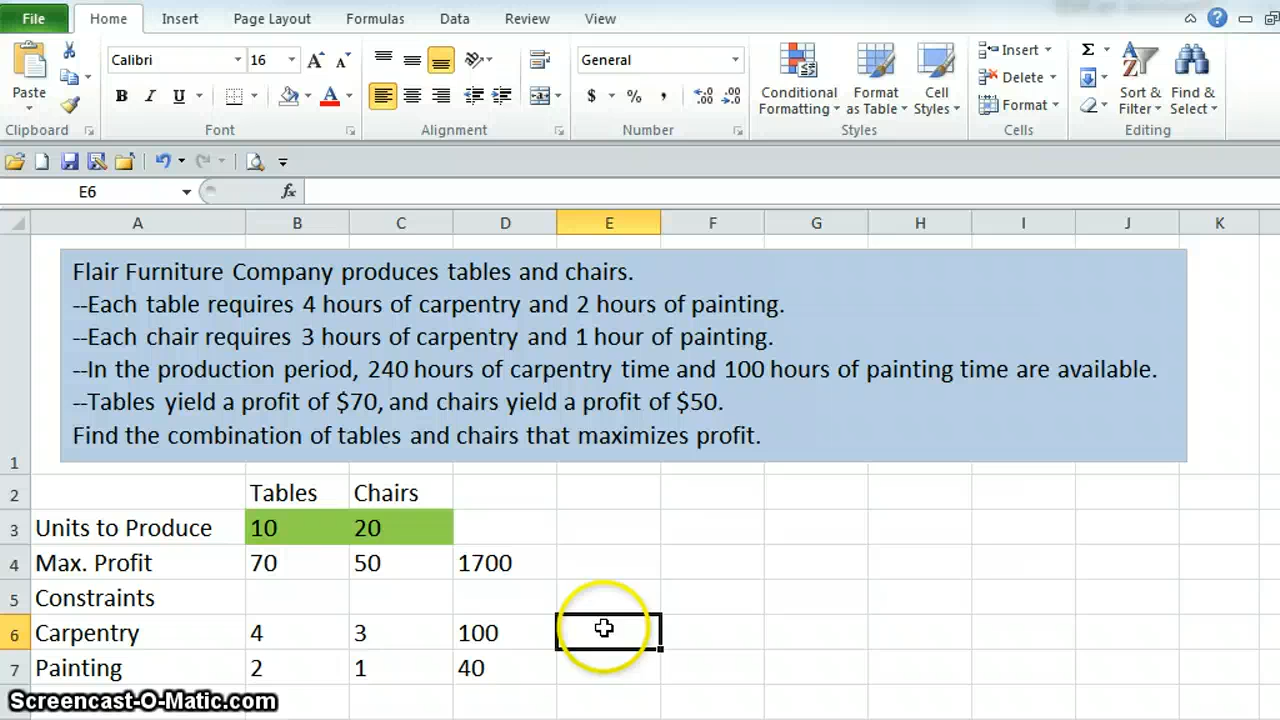 File Home Insert Page Layout Formulas Data Review View
Calibri 16 General Insert Σ
Paste Delete
B I U A $ % , Conditional Formatting Format as Table Cell Styles Format Sort & Filter Find & Select
Clipboard Font Alignment Number Styles Cells Editing
E6 fx
A B C D E F G H I J K
Flair Furniture Company produces tables and chairs.
--Each table requires 4 hours of carpentry and 2 hours of painting.
--Each chair requires 3 hours of carpentry and 1 hour of painting.
--In the production period, 240 hours of carpentry time and 100 hours of painting time are available.
--Tables yield a profit of $70, and chairs yield a profit of $50.
Find the combination of tables and chairs that maximizes profit.
1
2 Tables Chairs
3 Units to Produce 10 20
4 Max. Profit 70 50 1700
5 Constraints
6 Carpentry 4 3 100
7 Painting 2 1 40
Screencast-O-Matic.com